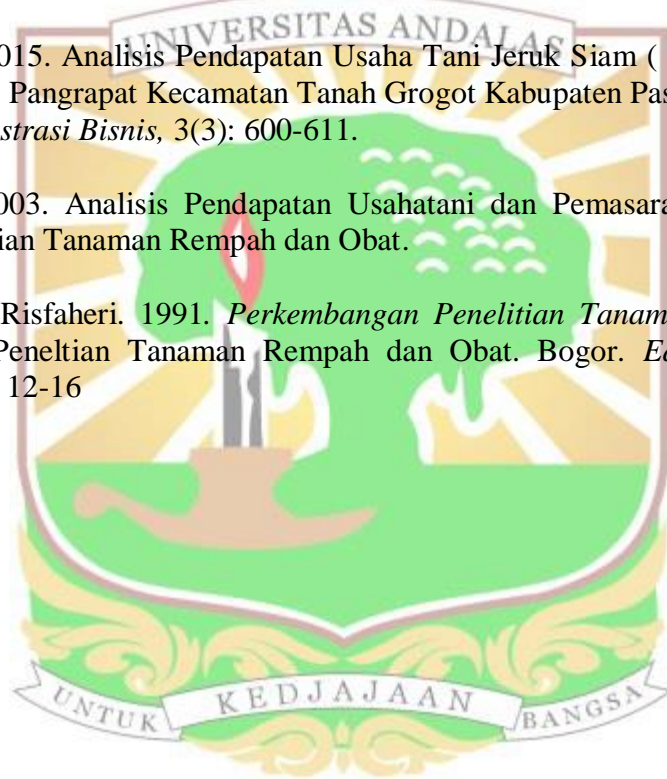 UNIVERSITAS ANDALAS
015. Analisis Pendapatan Usaha Tani Jeruk Siam (
Pangrapat Kecamatan Tanah Grogot Kabupaten Pas
strasi Bisnis, 3(3): 600-611.
003. Analisis Pendapatan Usahatani dan Pemasara
ian Tanaman Rempah dan Obat.
Risfaheri. 1991. Perkembangan Penelitian Tanam
Peneltian Tanaman Rempah dan Obat. Bogor. Ed
12-16
UNTUK KEDJAJAAN BANGSA